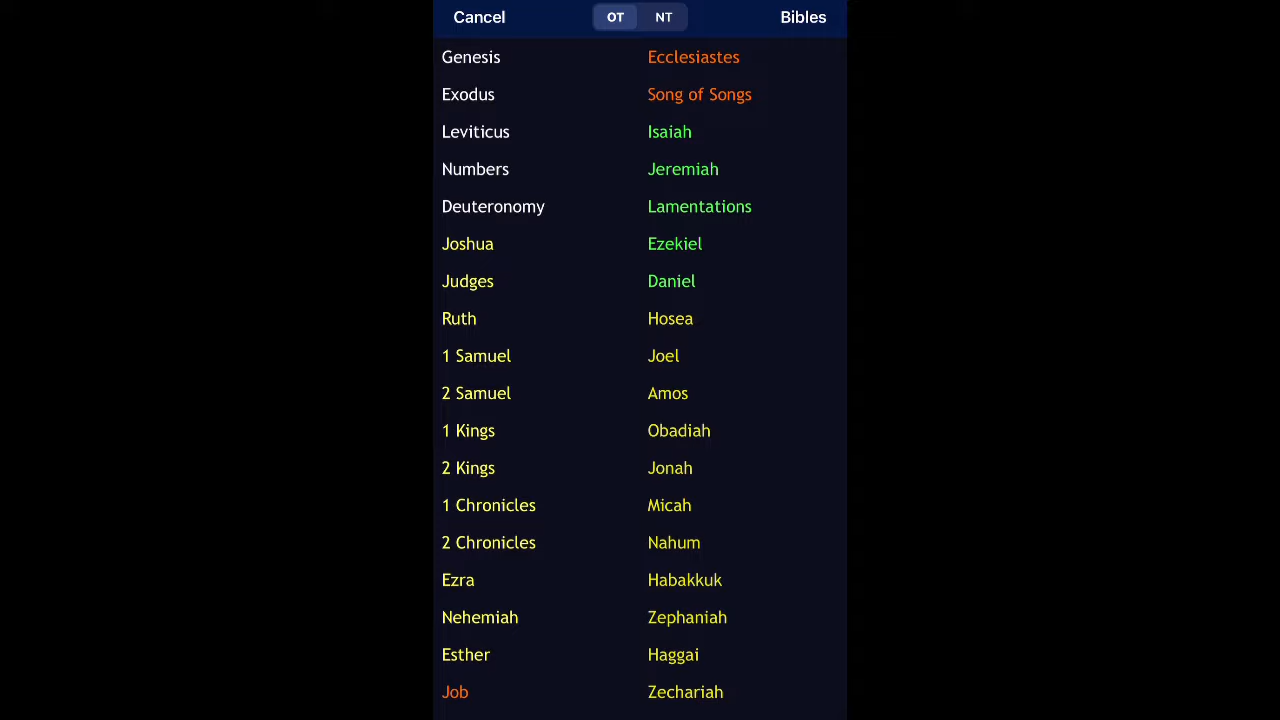 Cancel OT NT Bibles
Genesis
Exodus
Leviticus
Numbers
Deuteronomy
Joshua
Judges
Ruth
1 Samuel
2 Samuel
1 Kings
2 Kings
1 Chronicles
2 Chronicles
Ezra
Nehemiah
Esther
Job
Ecclesiastes
Song of Songs
Isaiah
Jeremiah
Lamentations
Ezekiel
Daniel
Hosea
Joel
Amos
Obadiah
Jonah
Micah
Nahum
Habakkuk
Zephaniah
Haggai
Zechariah